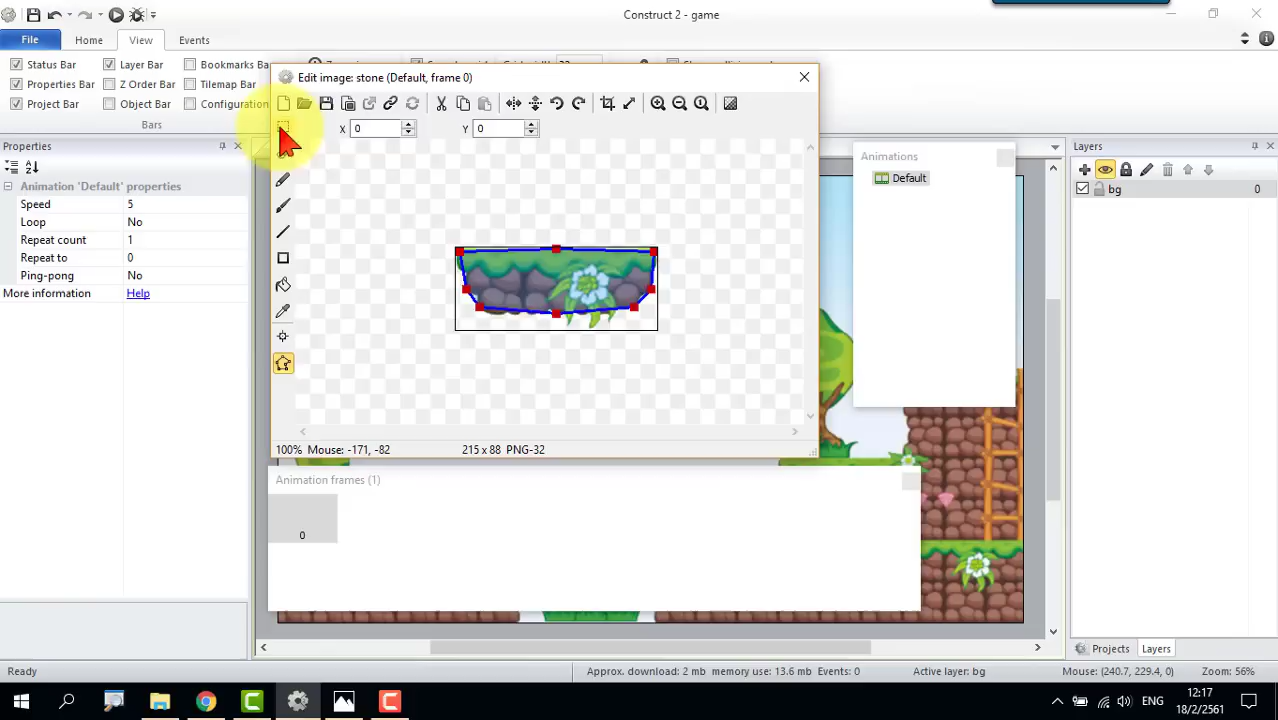 Construct 2 - game
File Home View Events
Status Bar Layer Bar Bookmarks Ba
Properties Bar Z Order Bar Tilemap Bar
Project Bar Object Bar Configuration
Bars
Edit image: stone (Default, frame 0)
X 0 Y 0
Properties
Animation 'Default' properties
Speed 5
Loop No
Repeat count 1
Repeat to 0
Ping-pong No
More information Help
Animations
Default
Layers
bg 0
100% Mouse: -171, -82 215 x 88 PNG-32
Animation frames (1)
0
Projects Layers
Ready Approx. download: 2 mb memory use: 13.6 mb Events: 0 Active layer: bg Mouse: (240.7, 229.4, 0) Zoom: 56%
ENG
12:17
18/2/2561